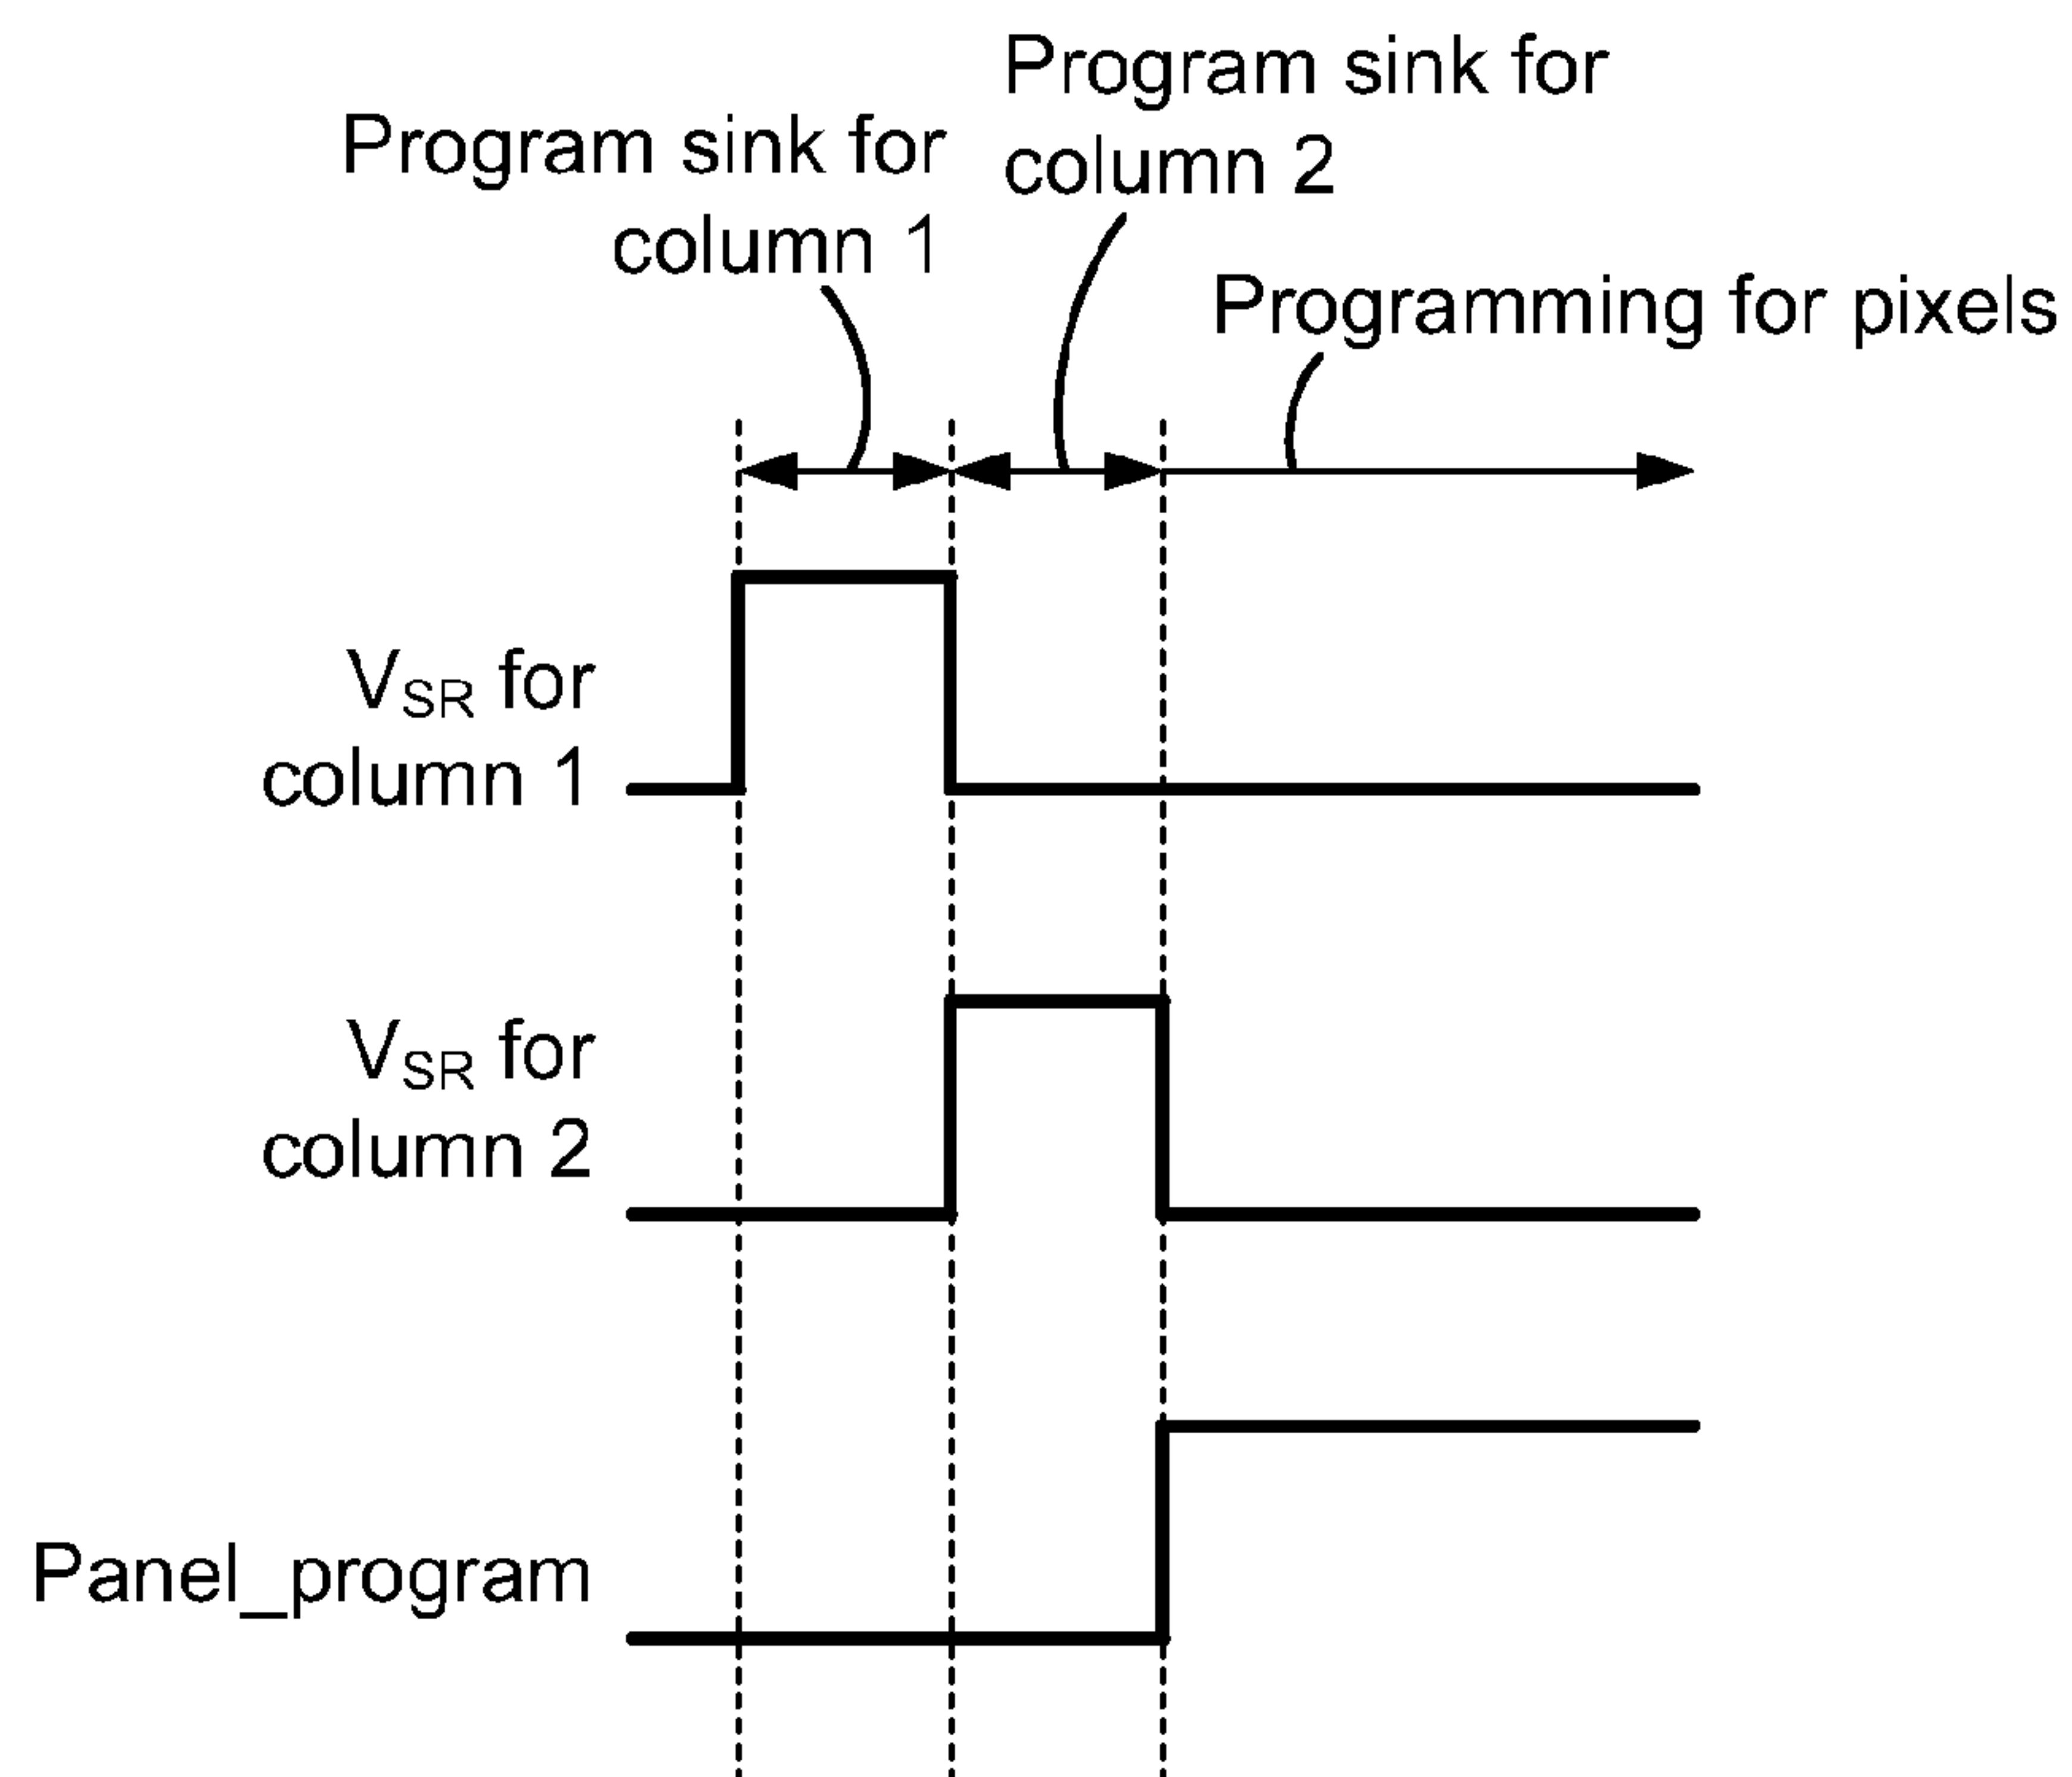 Program sink for
column 1
Program sink for
column 2
Programming for pixels
VSR for
column 1
VSR for
column 2
Panel_program